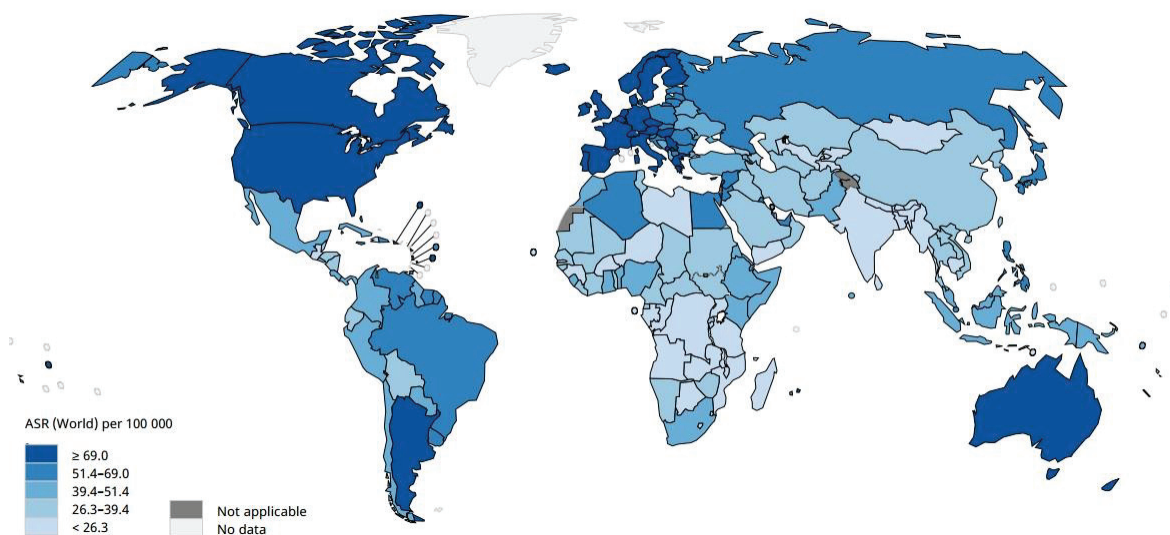 ASR (World) per 100 000
≥ 69.0
51.4–69.0
39.4–51.4
26.3–39.4
< 26.3
Not applicable
No data